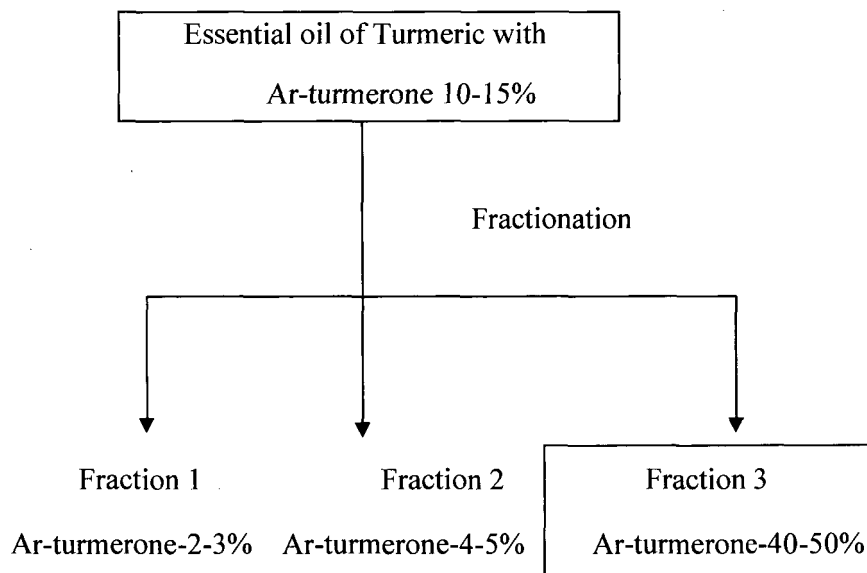 Essential oil of Turmeric with
Ar-turmerone 10-15%
Fractionation
Fraction 1
Fraction 2
Fraction 3
Ar-turmerone-2-3%
Ar-turmerone-4-5%
Ar-turmerone-40-50%